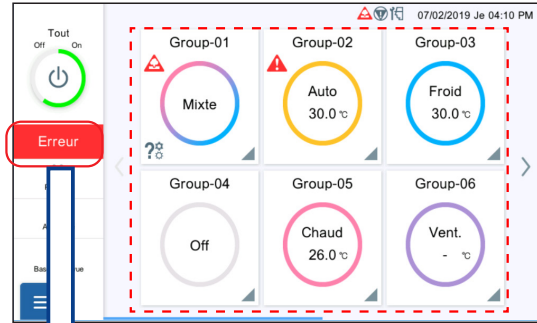 07/02/2019 Je 04:10 PM
Tout
Off On
Erreur
Group-01
Mixte
?
Group-02
Auto
30.0 °C
Group-03
Froid
30.0 °C
Group-04
Off
Group-05
Chaud
26.0 °C
Group-06
Vent.
- °C